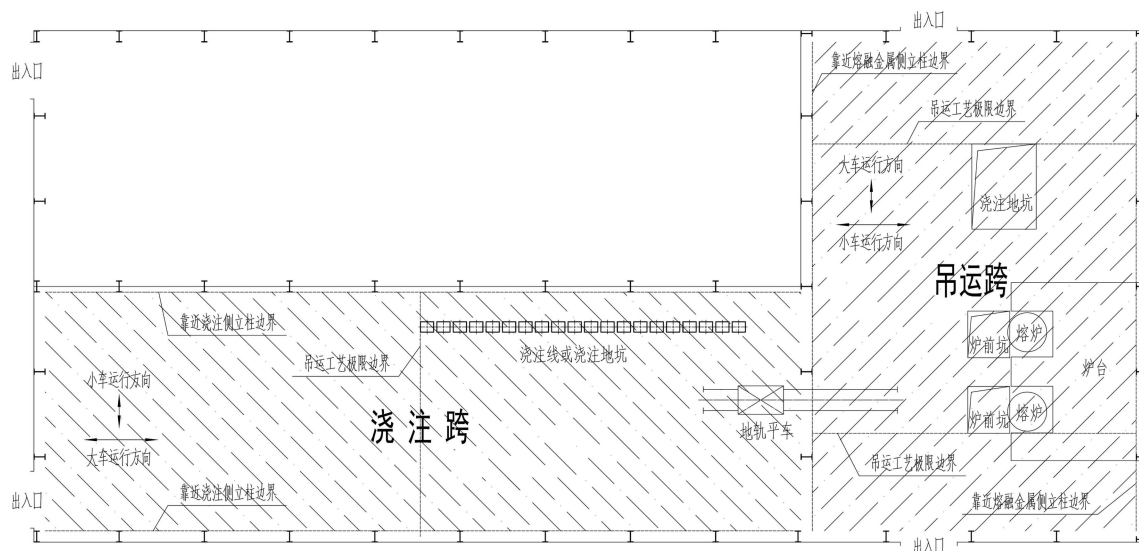 出入口
出入口
靠近熔融金属侧立柱边界
吊运工艺极限边界
大车运行方向
小车运行方向
浇注地坑
吊运跨
靠近浇注侧立柱边界
浇注线或浇注地坑
吊运工艺极限边界
炉前坑
熔炉
炉台
小车运行方向
大车运行方向
浇注跨
地轨平车
炉前坑
熔炉
吊运工艺极限边界
靠近浇注侧立柱边界
靠近熔融金属侧立柱边界
出入口
出入口